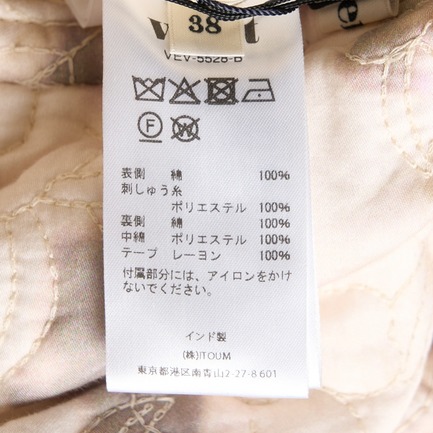 38
VEV-5528-B
表側 綿 100%
刺しゅう糸
ポリエステル 100%
裏側 綿 100%
中綿 ポリエステル 100%
テープ レーヨン 100%
付属部分には、アイロンをかけ
ないでください。
インド製
(株)ITOUM
東京都港区南青山2-27-8 601